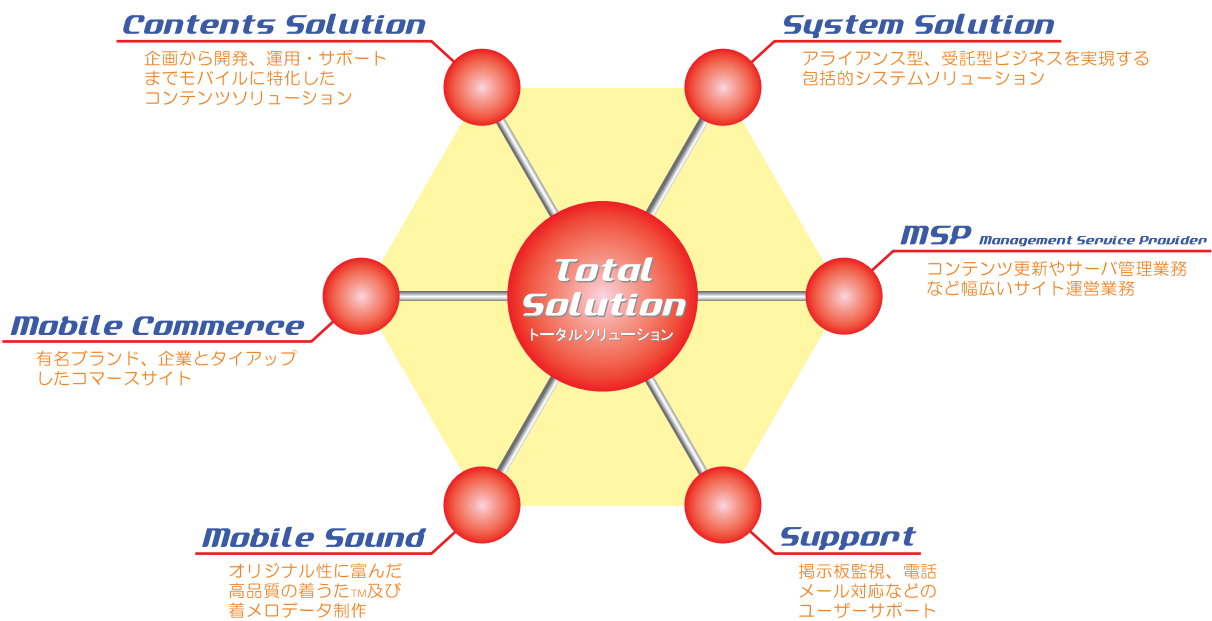 Contents Solution
企画から開発、運用・サポート
までモバイルに特化した
コンテンツソリューション
System Solution
アライアンス型、受託型ビジネスを実現する
包括的システムソリューション
MSP Management Service Provider
コンテンツ更新やサーバ管理業務
など幅広いサイト運営業務
Total
Solution
トータルソリューション
Mobile Commerce
有名ブランド、企業とタイアップ
したコマースサイト
Mobile Sound
オリジナル性に富んだ
高品質の着うた™及び
着メロデータ制作
Support
掲示板監視、電話
メール対応などの
ユーザーサポート